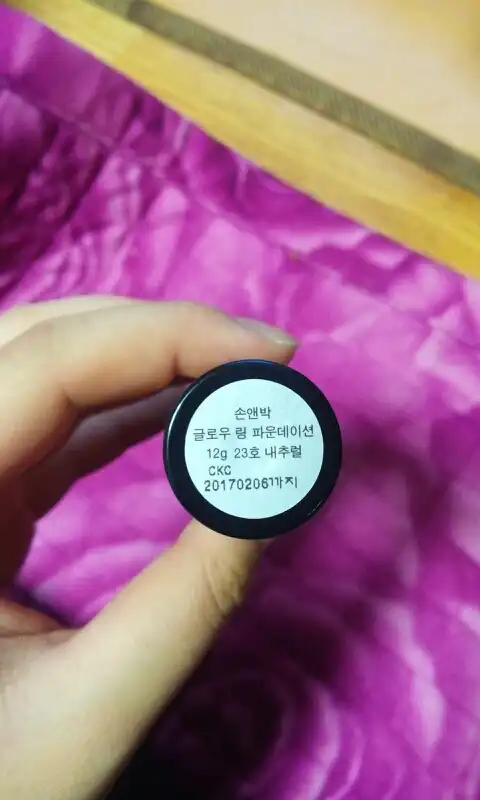 손앤박
글로우 링 파운데이션
12g 23호 내추럴
CKC
20170206까지